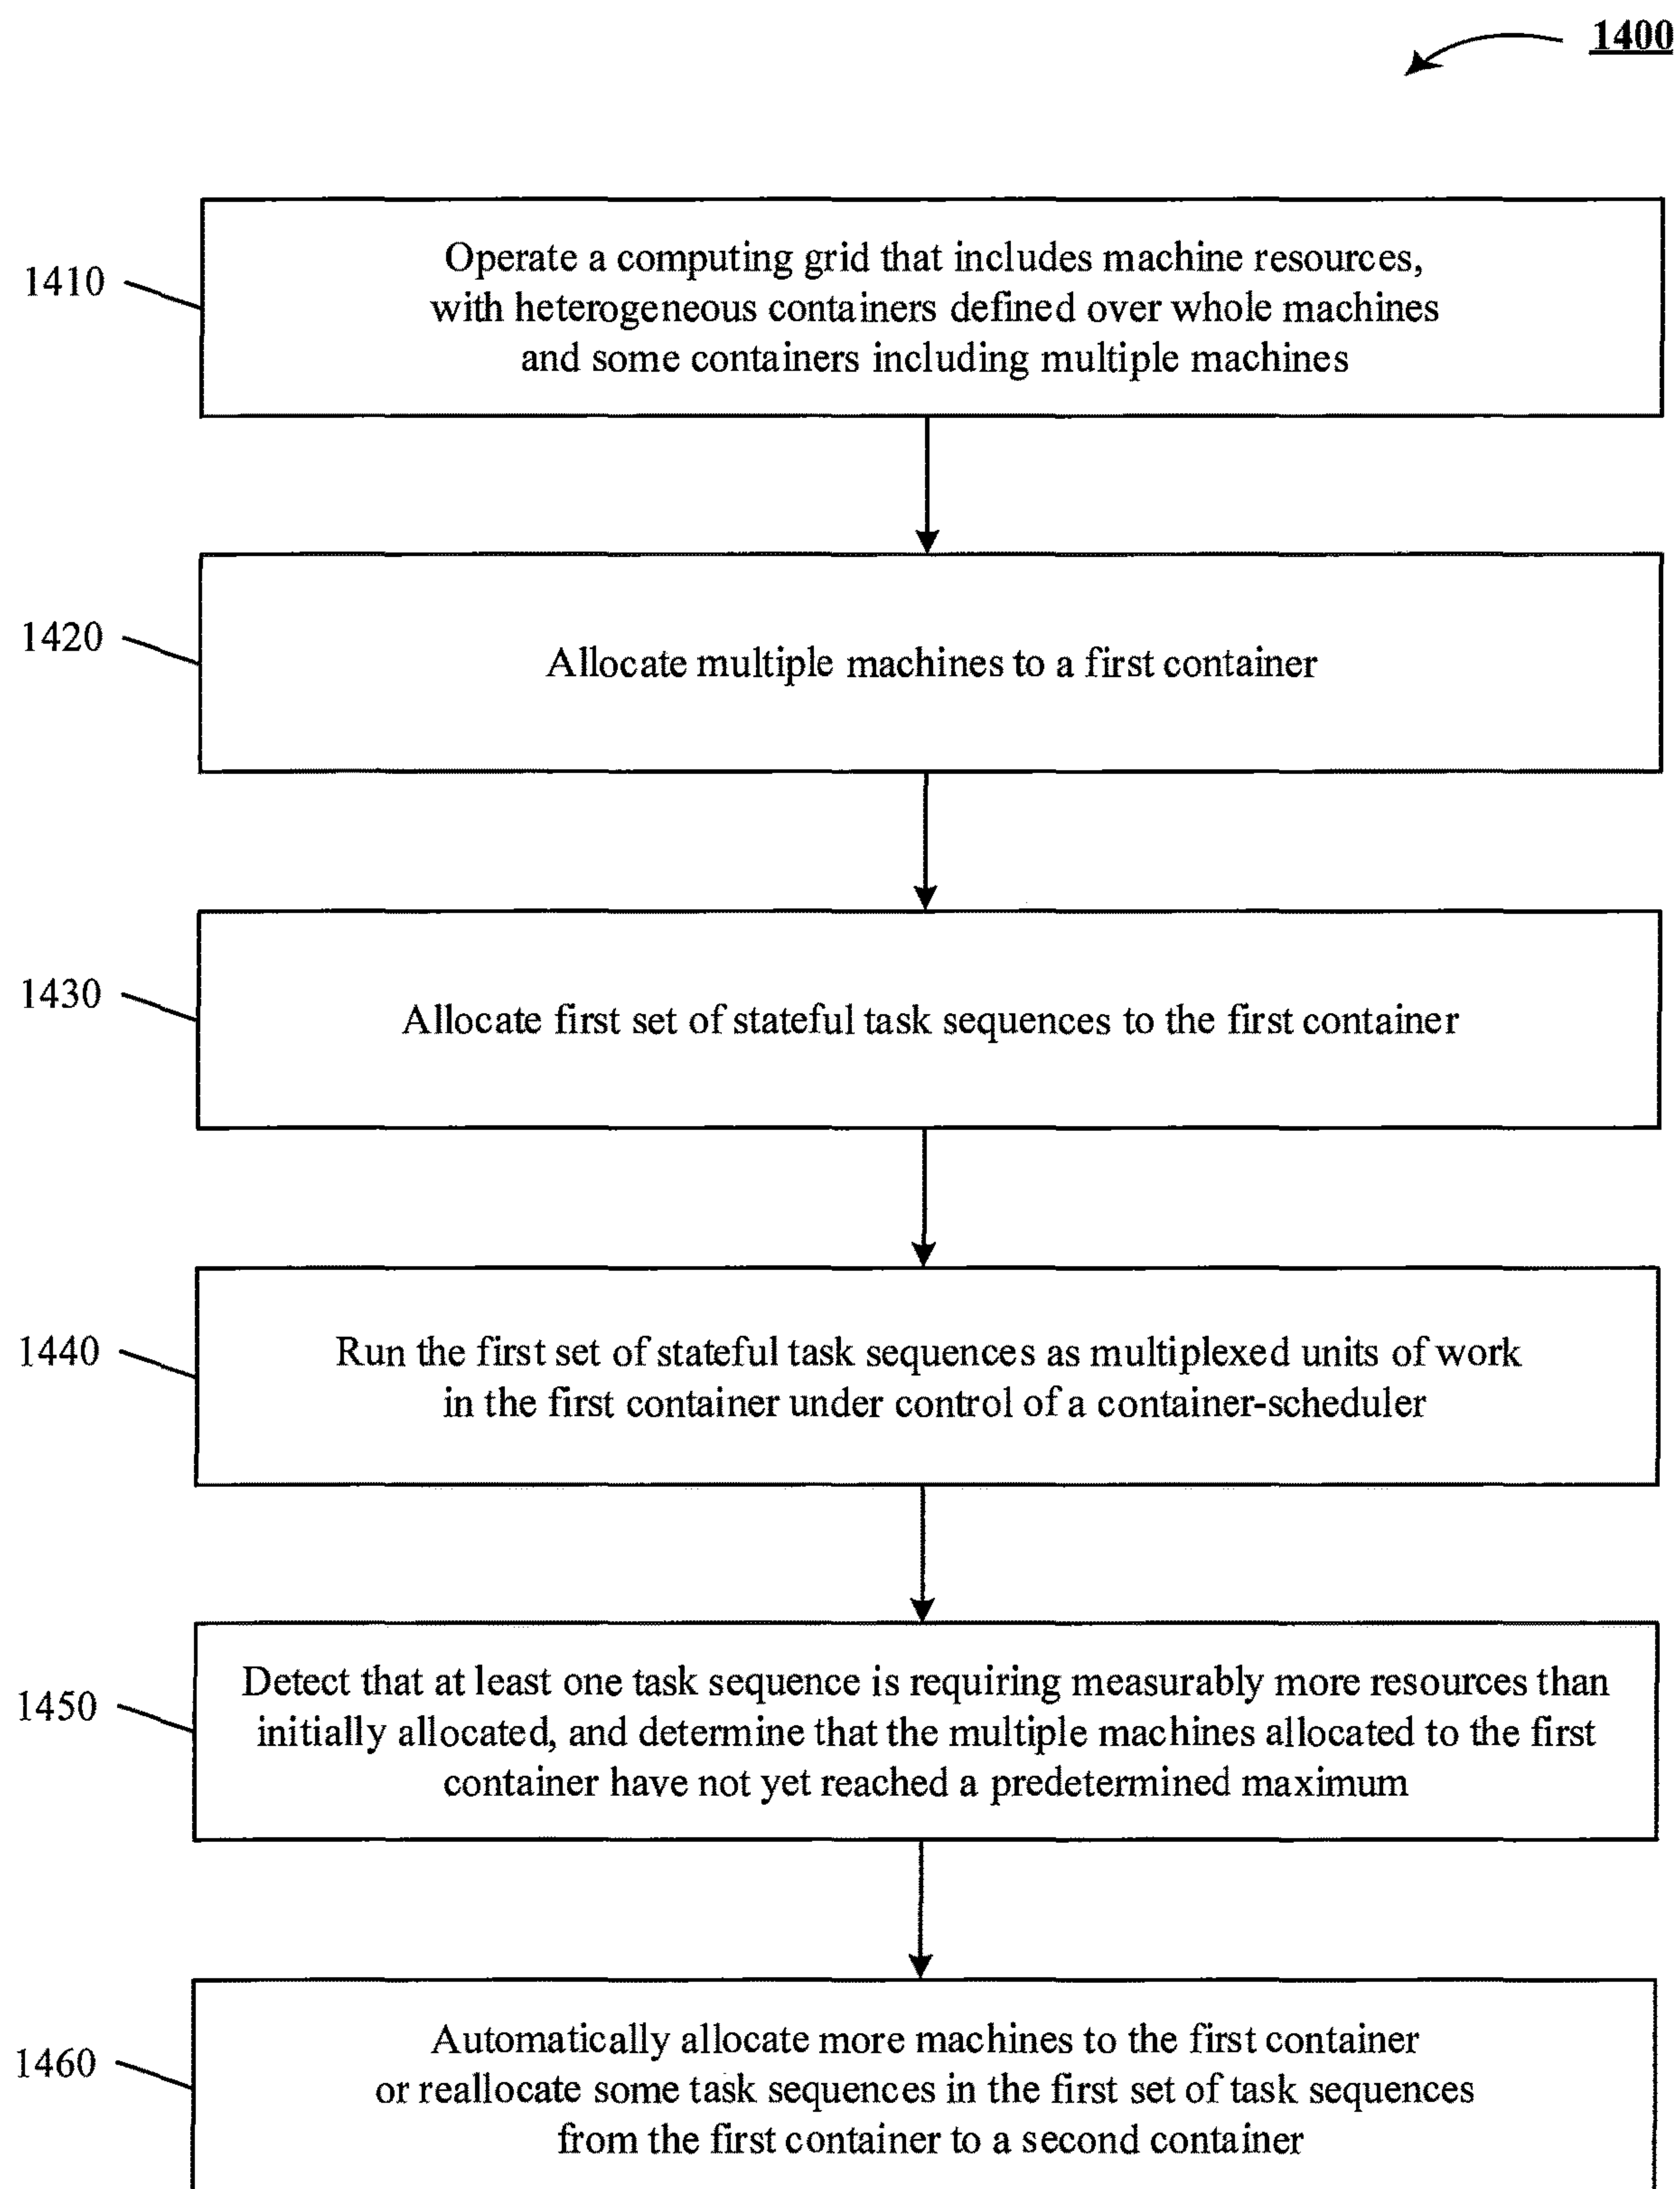 1400
1410
Operate a computing grid that includes machine resources,
with heterogeneous containers defined over whole machines
and some containers including multiple machines
1420
Allocate multiple machines to a first container
1430
Allocate first set of stateful task sequences to the first container
1440
Run the first set of stateful task sequences as multiplexed units of work
in the first container under control of a container-scheduler
1450
Detect that at least one task sequence is requiring measurably more resources than
initially allocated, and determine that the multiple machines allocated to the first
container have not yet reached a predetermined maximum
1460
Automatically allocate more machines to the first container
or reallocate some task sequences in the first set of task sequences
from the first container to a second container